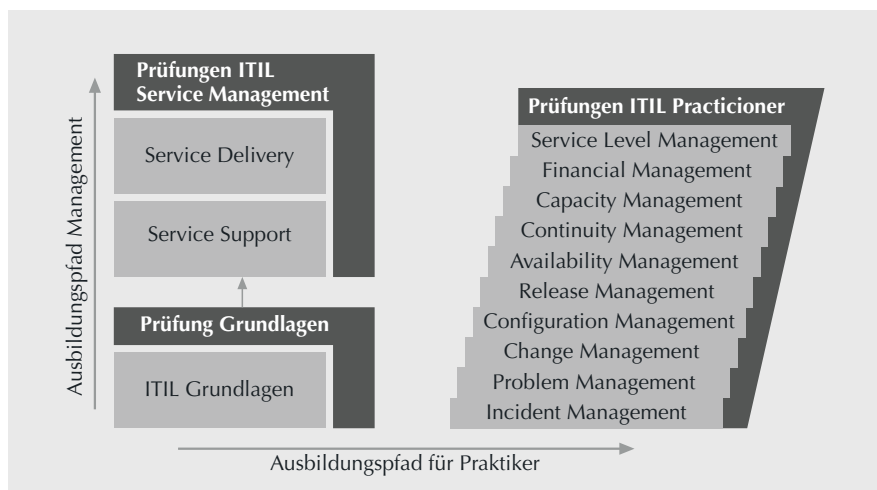 Prüfungen ITIL
Service Management
Service Delivery
Service Support
Prüfung Grundlagen
ITIL Grundlagen
Ausbildungspfad Management
Prüfungen ITIL Practicioner
Service Level Management
Financial Management
Capacity Management
Continuity Management
Availability Management
Release Management
Configuration Management
Change Management
Problem Management
Incident Management
Ausbildungspfad für Praktiker